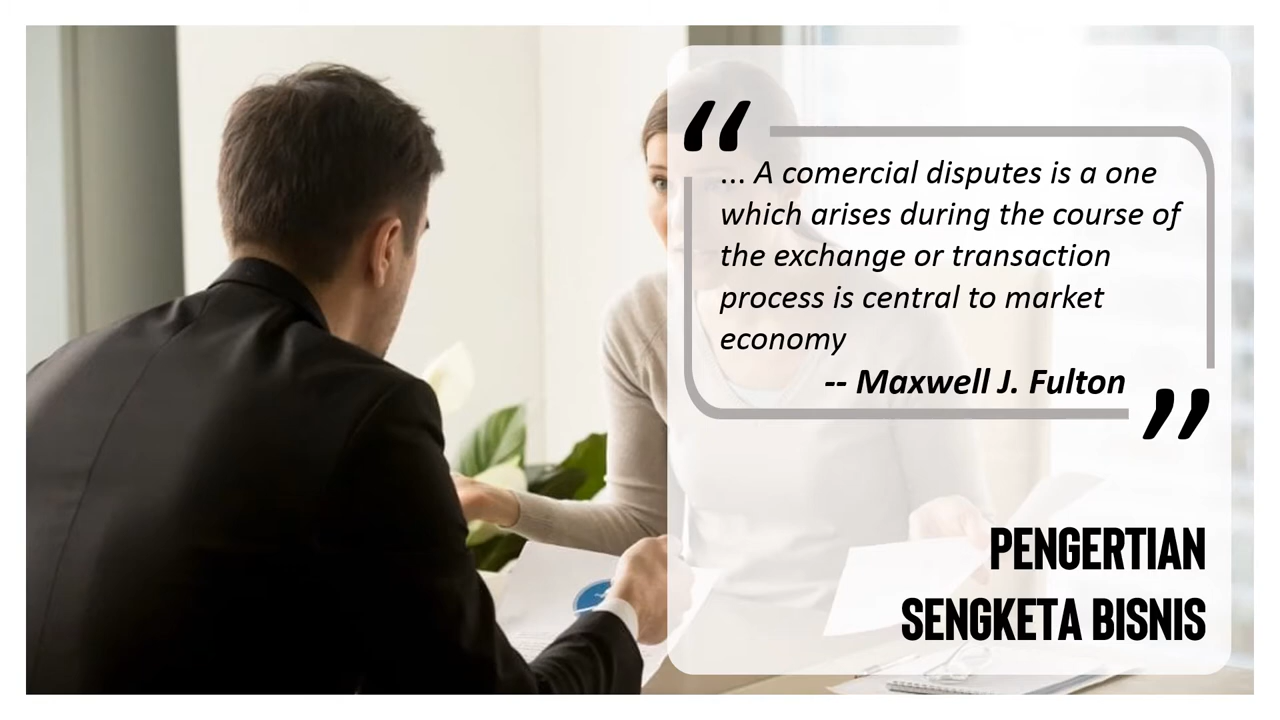 “
... A comercial disputes is a one
which arises during the course of
the exchange or transaction
process is central to market
economy
-- Maxwell J. Fulton
”
PENGERTIAN
SENGKETA BISNIS